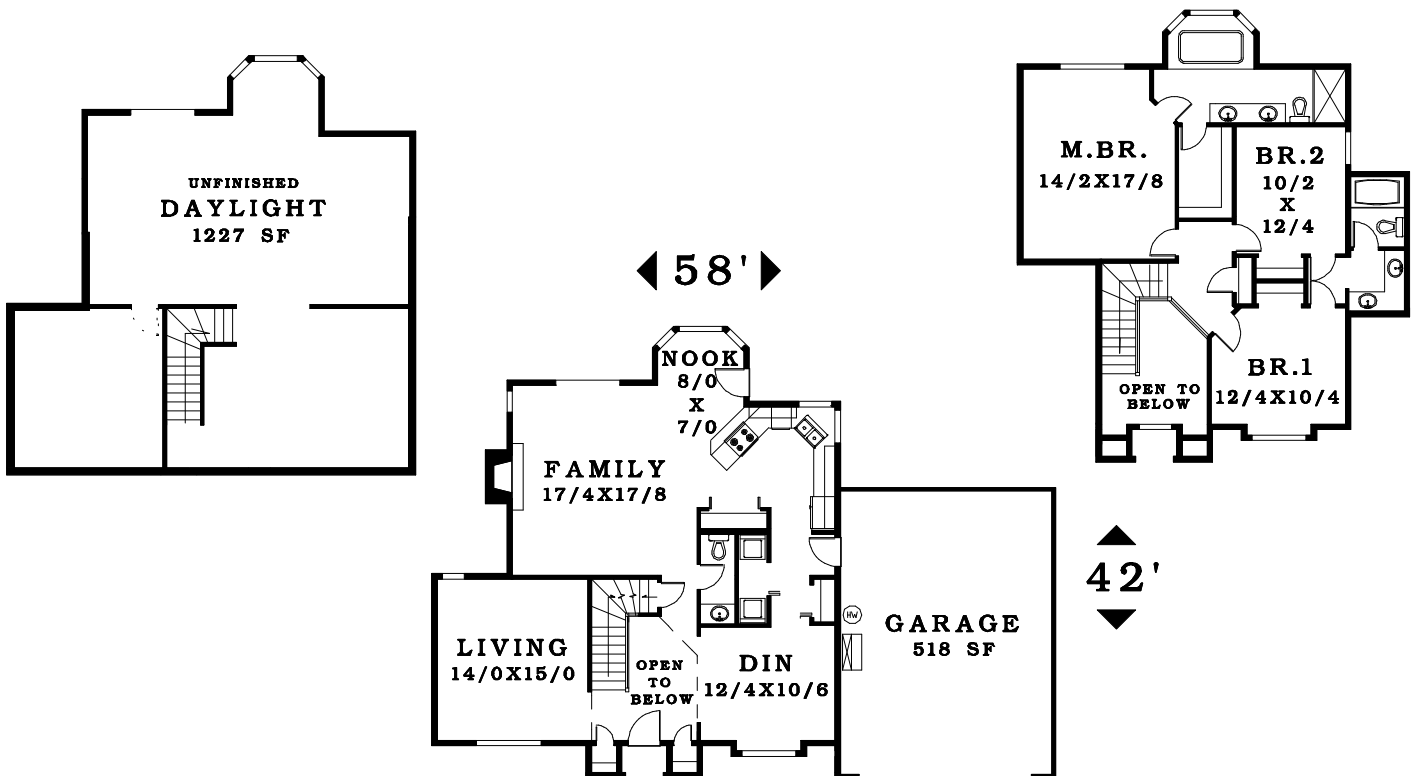 UNFINISHED
DAYLIGHT
1227 SF
58'
NOOK
8/0
X
7/0
FAMILY
17/4X17/8
LIVING
14/0X15/0
OPEN
TO
BELOW
DIN
12/4X10/6
HW
GARAGE
518 SF
M.BR.
14/2X17/8
BR.2
10/2
X
12/4
OPEN TO
BELOW
BR.1
12/4X10/4
42'